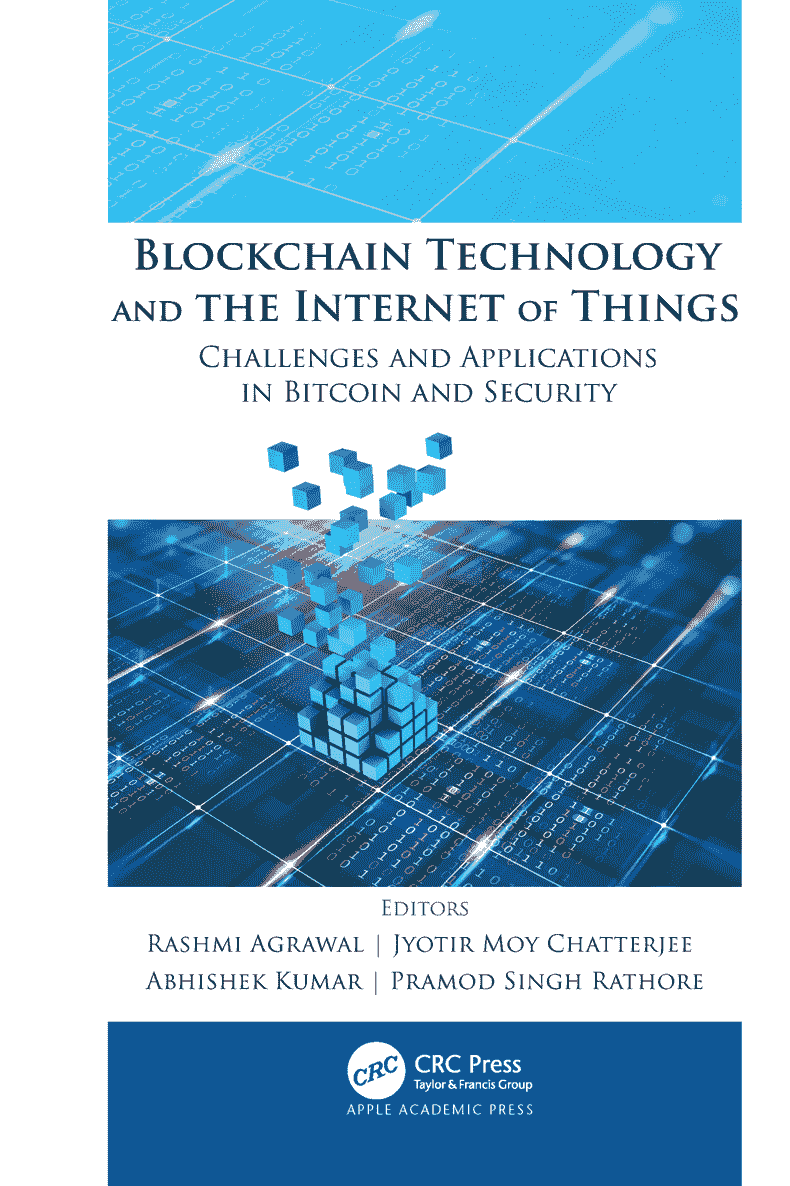 BLOCKCHAIN TECHNOLOGY
AND THE INTERNET OF THINGS
CHALLENGES AND APPLICATIONS
IN BITCOIN AND SECURITY
EDITORS
RASHMI AGRAWAL | JYOTIR MOY CHATTERJEE
ABHISHEK KUMAR | PRAMOD SINGH RATHORE
CRC CRC Press
Taylor & Francis Group
APPLE ACADEMIC PRESS